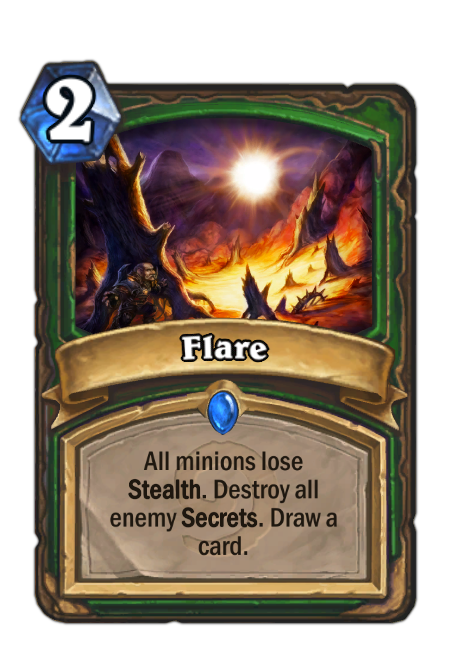 2
Flare
All minions lose
Stealth. Destroy all
enemy Secrets. Draw a
card.